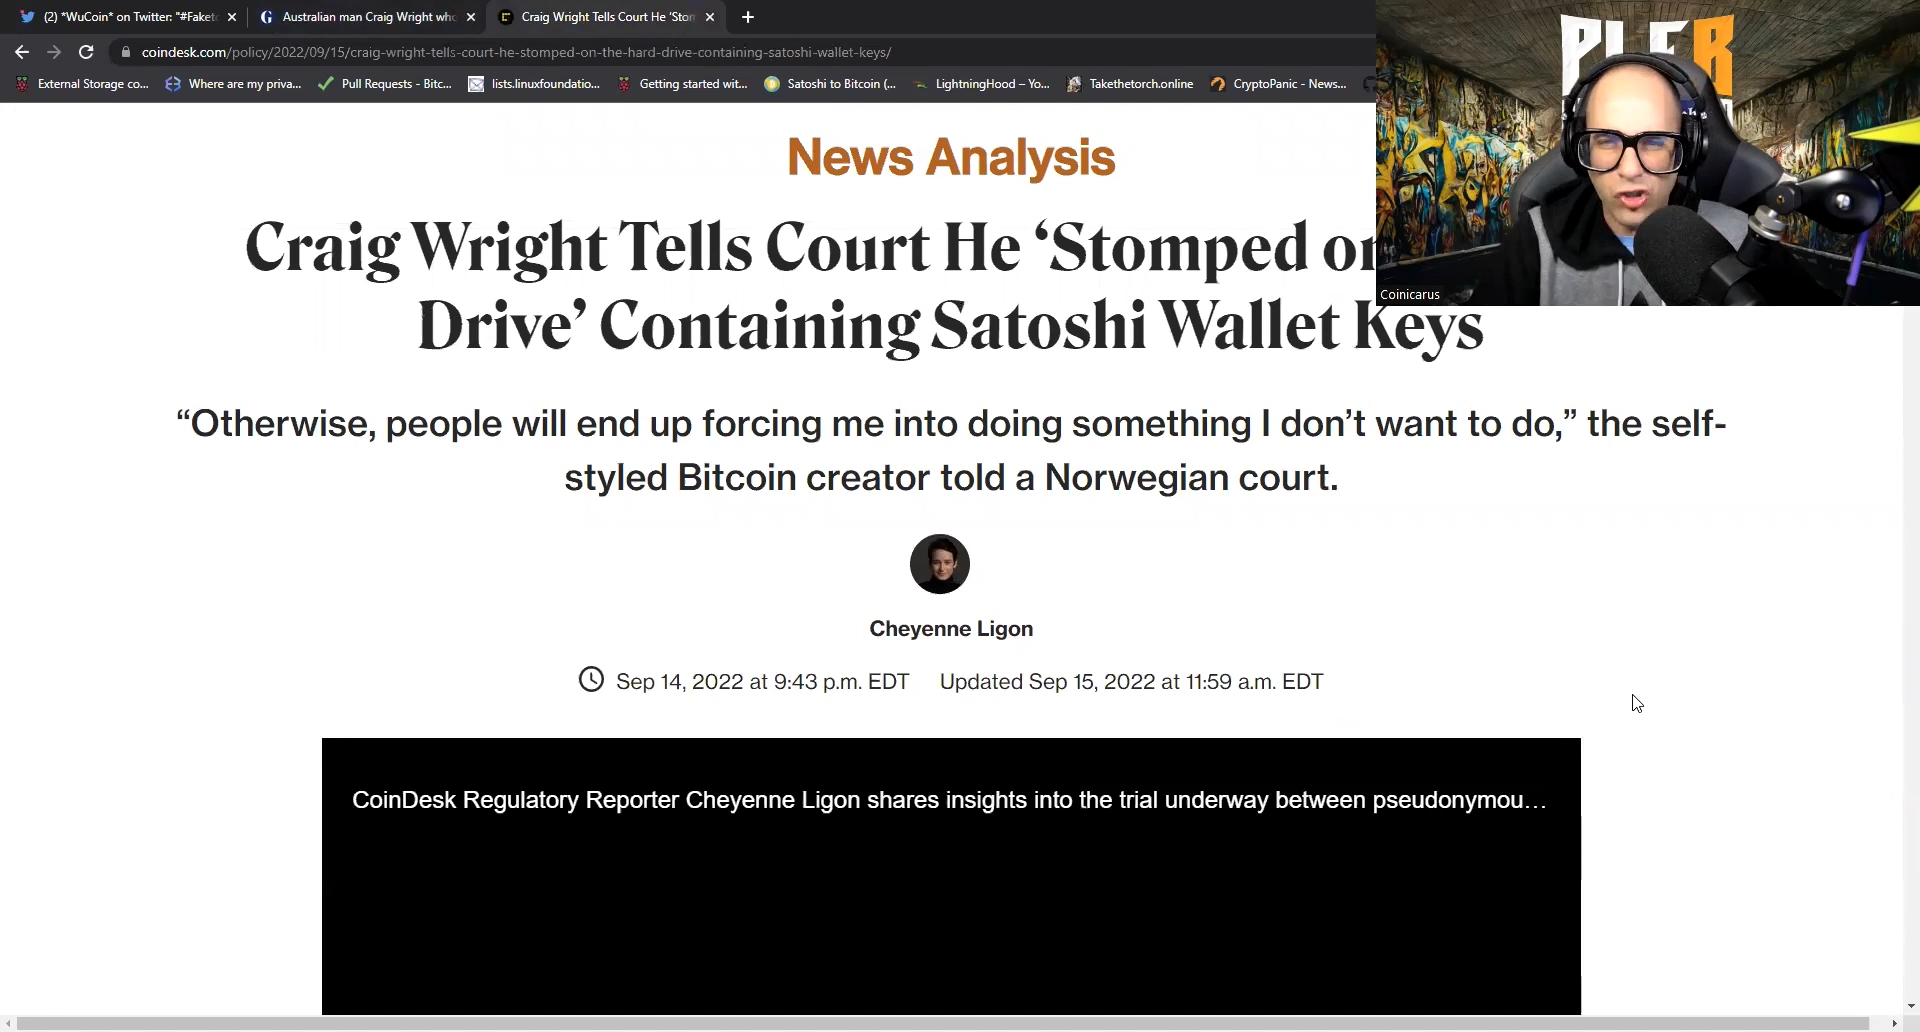 (2) *WuCoin* on Twitter: "#Faketo
Australian man Craig Wright who
Craig Wright Tells Court He ‘Stom
coindesk.com/policy/2022/09/15/craig-wright-tells-court-he-stomped-on-the-hard-drive-containing-satoshi-wallet-keys/
External Storage co...
Where are my priva...
Pull Requests - Bitc...
lists.linuxfoundatio...
Getting started wit...
Satoshi to Bitcoin (...
LightningHood – Yo...
Takethetorch.online
CryptoPanic - News...
Coinicarus
News Analysis
Craig Wright Tells Court He ‘Stomped on
Drive’ Containing Satoshi Wallet Keys
“Otherwise, people will end up forcing me into doing something I don’t want to do,” the self-
styled Bitcoin creator told a Norwegian court.
Cheyenne Ligon
Sep 14, 2022 at 9:43 p.m. EDT Updated Sep 15, 2022 at 11:59 a.m. EDT
CoinDesk Regulatory Reporter Cheyenne Ligon shares insights into the trial underway between pseudonymou...